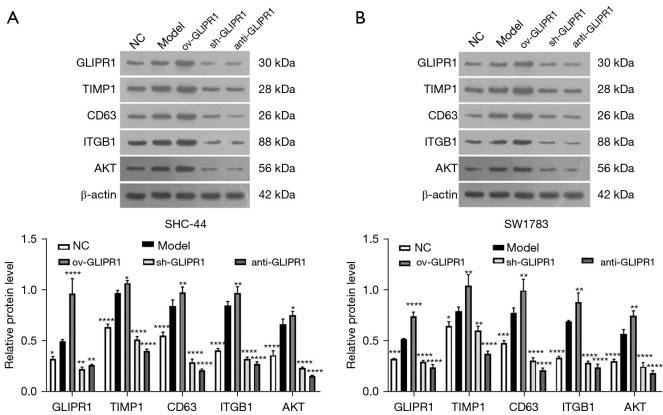 A
NC
Model
ov-GLIPR1
sh-GLIPR1
anti-GLIPR1
GLIPR1 30 kDa
TIMP1 28 kDa
CD63 26 kDa
ITGB1 88 kDa
AKT 56 kDa
β-actin 42 kDa
SHC-44
Relative protein level
1.5
1.0
0.5
0.0
NC Model
ov-GLIPR1 sh-GLIPR1 anti-GLIPR1
* **** ** **
**** * **** ****
*** ** **** ****
**** ** **** ****
**** * **** ****
GLIPR1 TIMP1 CD63 ITGB1 AKT
B
NC
Model
ov-GLIPR1
sh-GLIPR1
anti-GLIPR1
GLIPR1 30 kDa
TIMP1 28 kDa
CD63 26 kDa
ITGB1 88 kDa
AKT 56 kDa
β-actin 42 kDa
SW1783
Relative protein level
1.5
1.0
0.5
0.0
NC Model
ov-GLIPR1 sh-GLIPR1 anti-GLIPR1
*** **** **** ****
* ** ** ****
*** ** **** ****
**** ** **** ****
**** ** **** ****
GLIPR1 TIMP1 CD63 ITGB1 AKT